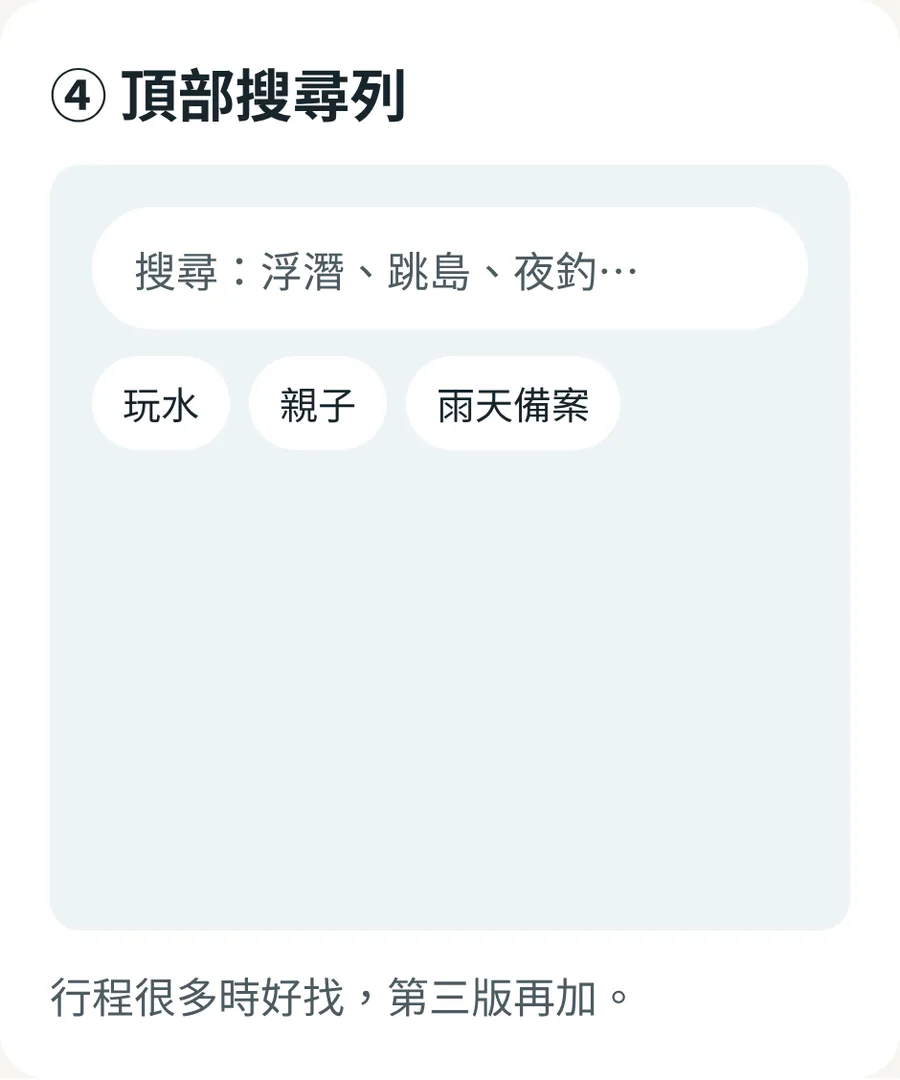 ④ 頂部搜尋列
搜尋：浮潛、跳島、夜釣⋯
玩水
親子
雨天備案
行程很多時好找，第三版再加。